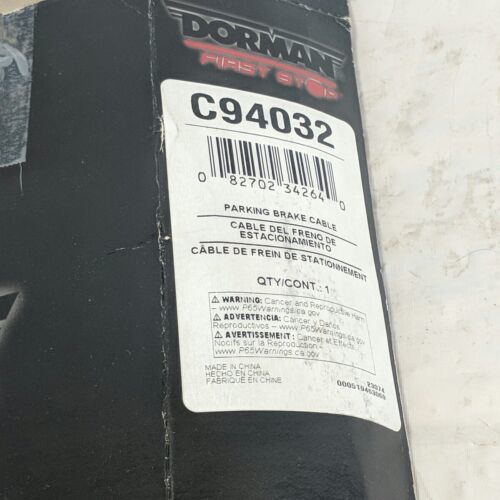 DORMAN
FIRST STOP
C94032
0 82702 34264 0
PARKING BRAKE CABLE
CABLE DEL FRENO DE
ESTACIONAMIENTO
CÂBLE DE FREIN DE STATIONNEMENT
QTY/CONT.: 1
⚠ WARNING: Cancer and Reproductive Harm
– www.P65Warnings.ca.gov
⚠ ADVERTENCIA: Cáncer y Daños
Reproductivos – www.P65Warnings.ca.gov
⚠ AVERTISSEMENT: Cancer et Effects
Nocifs sur la Reproduction –
www.P65Warnings.ca.gov
MADE IN CHINA
HECHO EN CHINA
FABRIQUÉ EN CHINE
23074